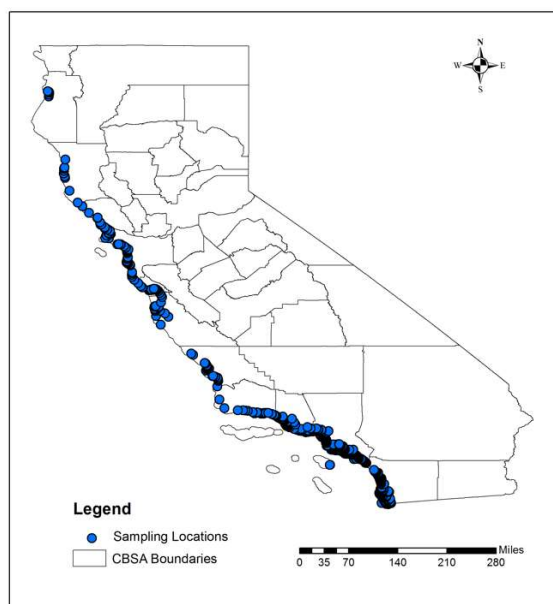 N
W E
S
Legend
Sampling Locations
CBSA Boundaries
Miles
0 35 70 140 210 280